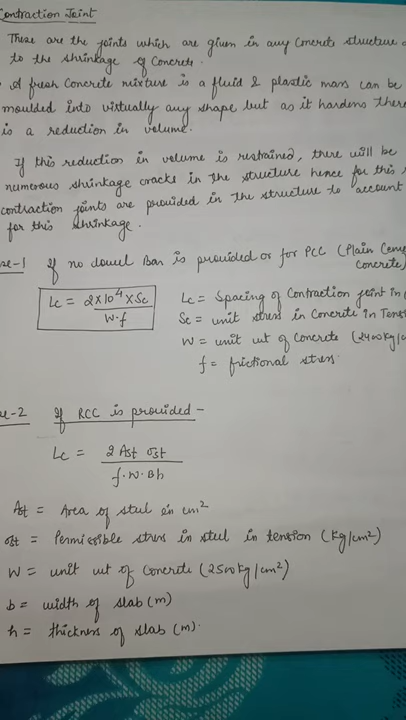 Contraction Joint
These are the joints which are given in any concrete structure
to the shrinkage of Concrete.
A fresh concrete mixture is a fluid & plastic mass can be
moulded into virtually any shape but as it hardens there
is a reduction in volume.
If this reduction in volume is restrained, there will be
numerous shrinkage cracks in the structure hence for this
contraction joints are provided in the structure to account
for this shrinkage.
If no dowel Bar is provided or for PCC (Plain Cement
Concrete)
Lc = 2×10⁴ × Sc / W.f
Lc = Spacing of Contraction joint in
Sc = unit stress in Concrete in Tension
W = unit wt of Concrete (2400 kg/
f = frictional stress.
-2 If RCC is provided -
Lc = 2 Ast σst / f.W.Bh
Ast = Area of steel in cm²
σst = Permissible stress in steel in tension (kg/cm²)
W = unit wt of Concrete (2500 kg/cm²)
b = width of slab (m)
h = thickness of slab (m).